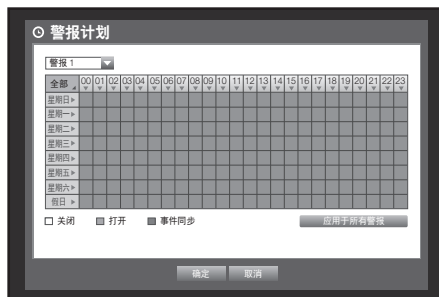 警报计划
警报 1
全部 00 01 02 03 04 05 06 07 08 09 10 11 12 13 14 15 16 17 18 19 20 21 22 23
星期日
星期一
星期二
星期三
星期四
星期五
星期六
假日
关闭 打开 事件同步 应用于所有警报
确定 取消